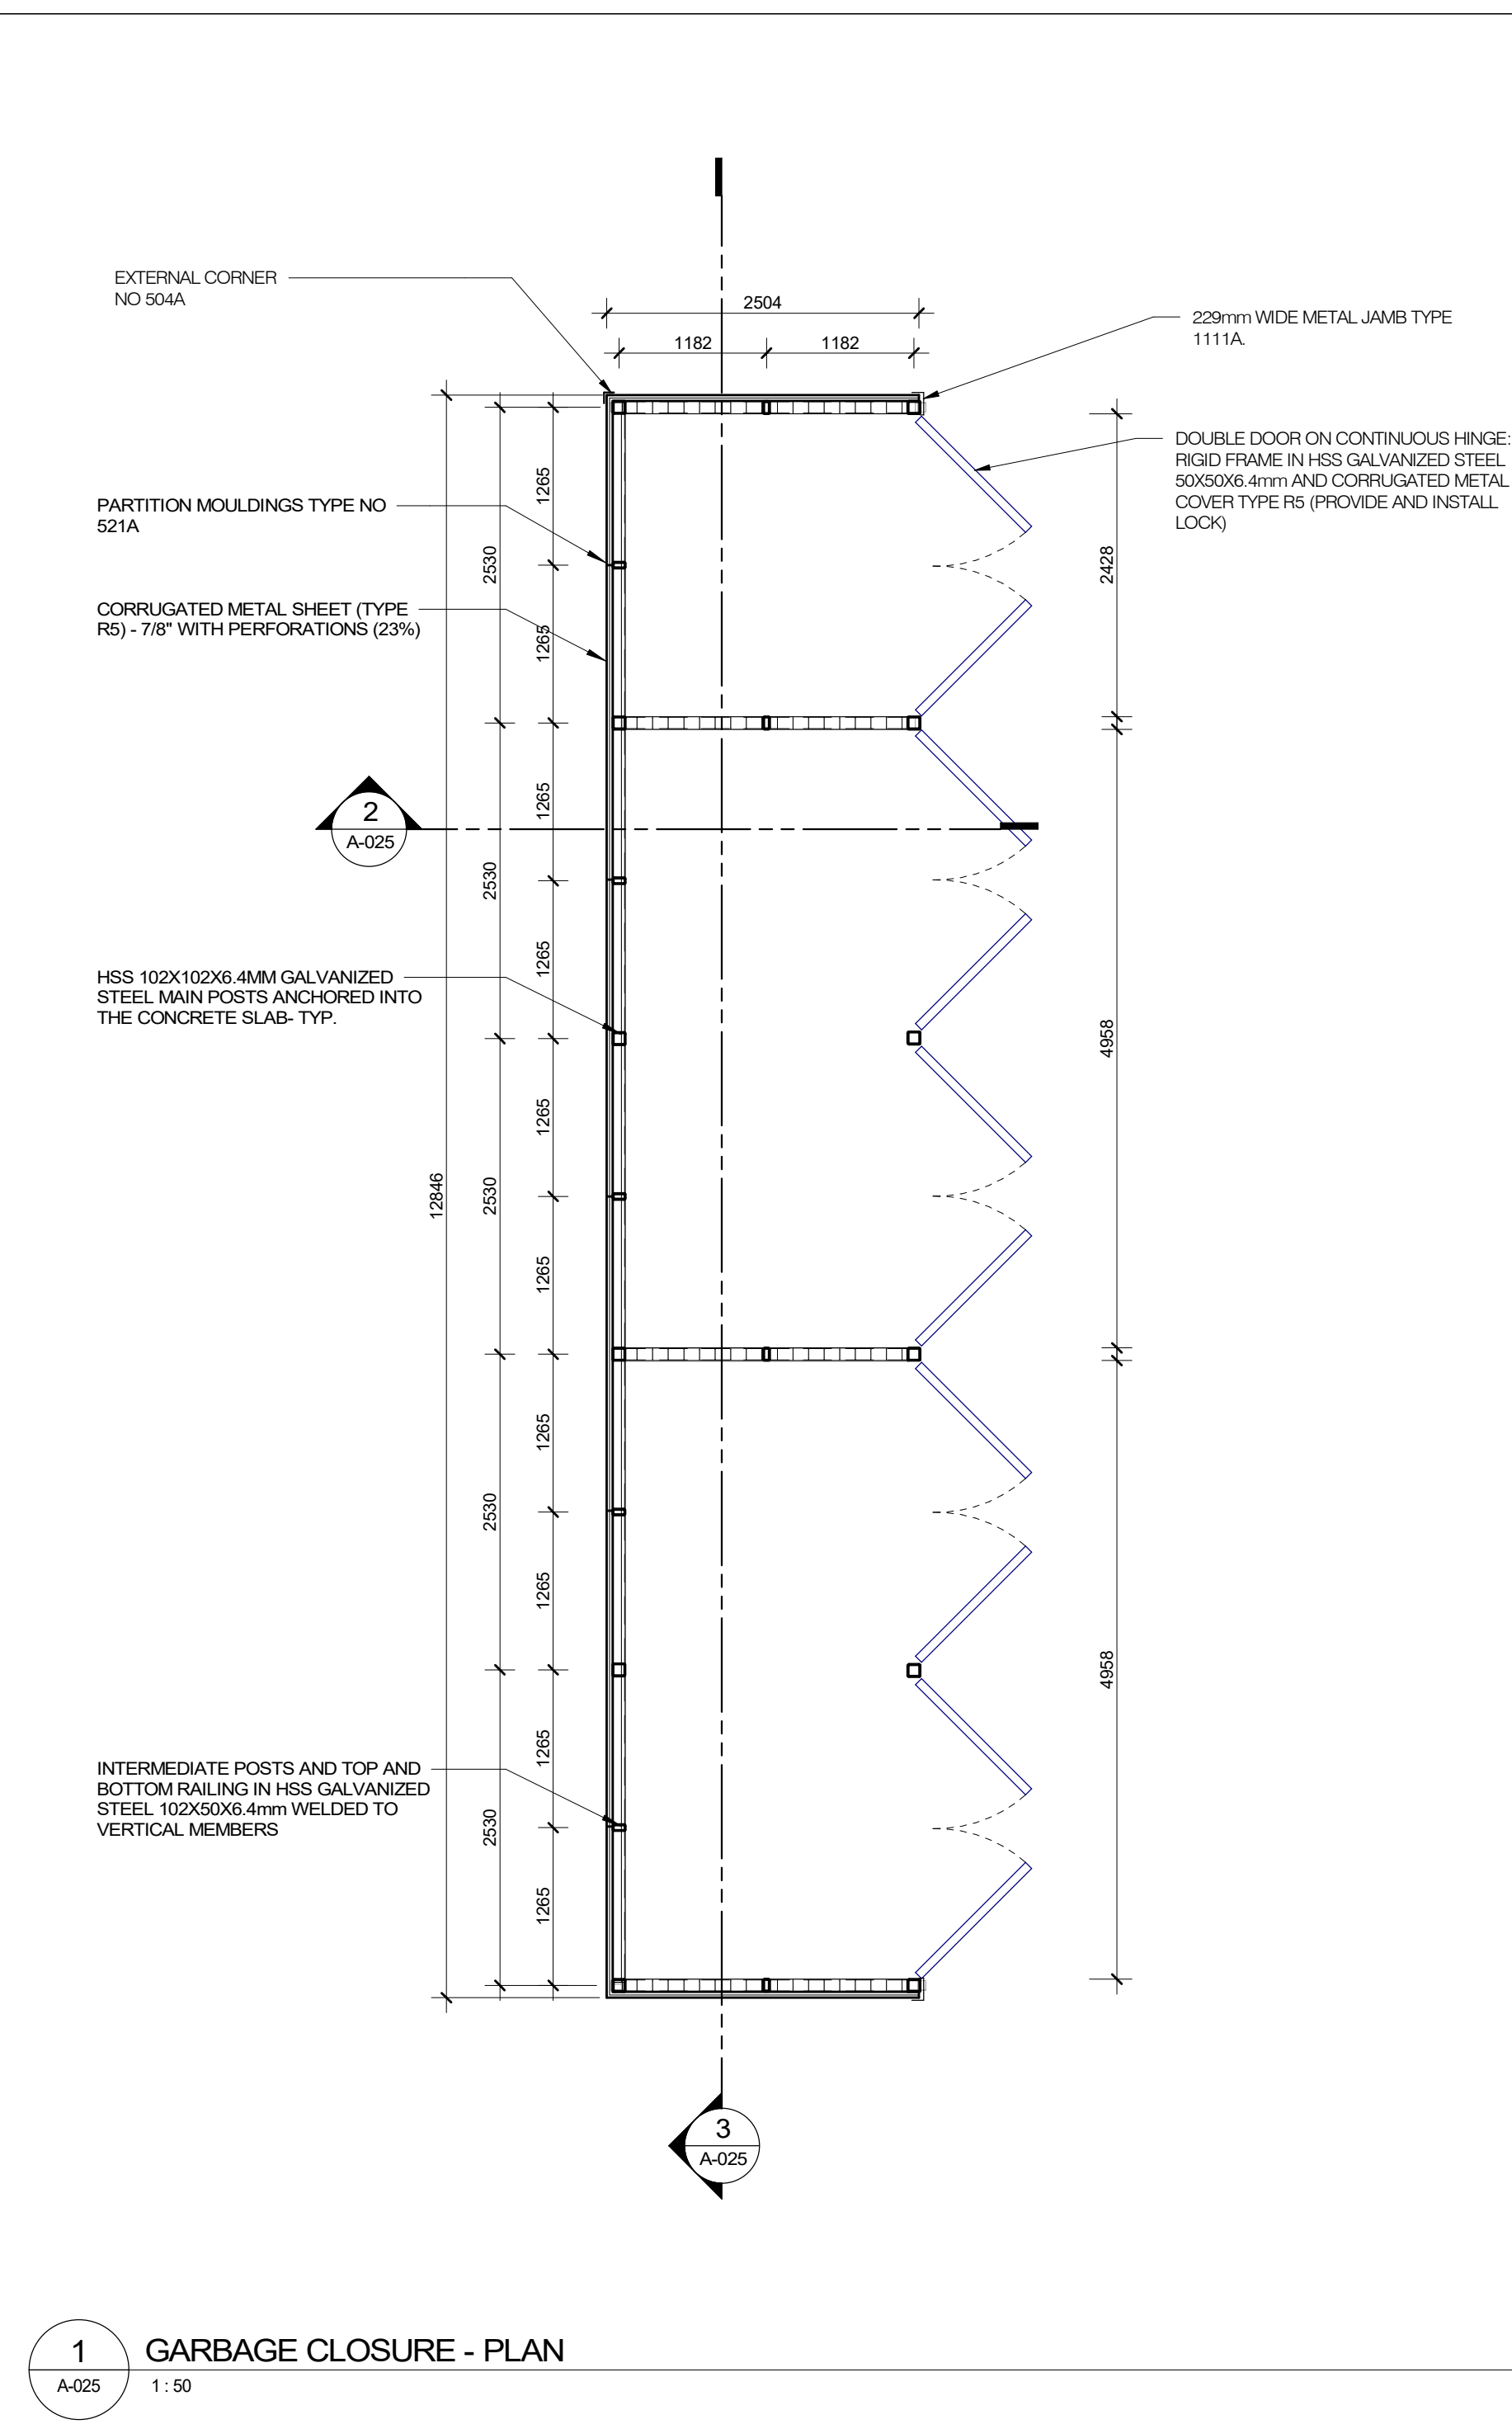 EXTERNAL CORNER
NO 504A
2504
1182
1182
229mm WIDE METAL JAMB TYPE
1111A.
DOUBLE DOOR ON CONTINUOUS HINGE:
RIGID FRAME IN HSS GALVANIZED STEEL
50X50X6.4mm AND CORRUGATED METAL
COVER TYPE R5 (PROVIDE AND INSTALL
LOCK)
PARTITION MOULDINGS TYPE NO
521A
CORRUGATED METAL SHEET (TYPE
R5) - 7/8" WITH PERFORATIONS (23%)
1265
2530
1265
2428
2
A-025
1265
2530
1265
HSS 102X102X6.4MM GALVANIZED
STEEL MAIN POSTS ANCHORED INTO
THE CONCRETE SLAB- TYP.
4958
1265
12846
2530
1265
1265
2530
1265
4958
1265
INTERMEDIATE POSTS AND TOP AND
BOTTOM RAILING IN HSS GALVANIZED
STEEL 102X50X6.4mm WELDED TO
VERTICAL MEMBERS
2530
1265
3
A-025
1
A-025
GARBAGE CLOSURE - PLAN
1 : 50